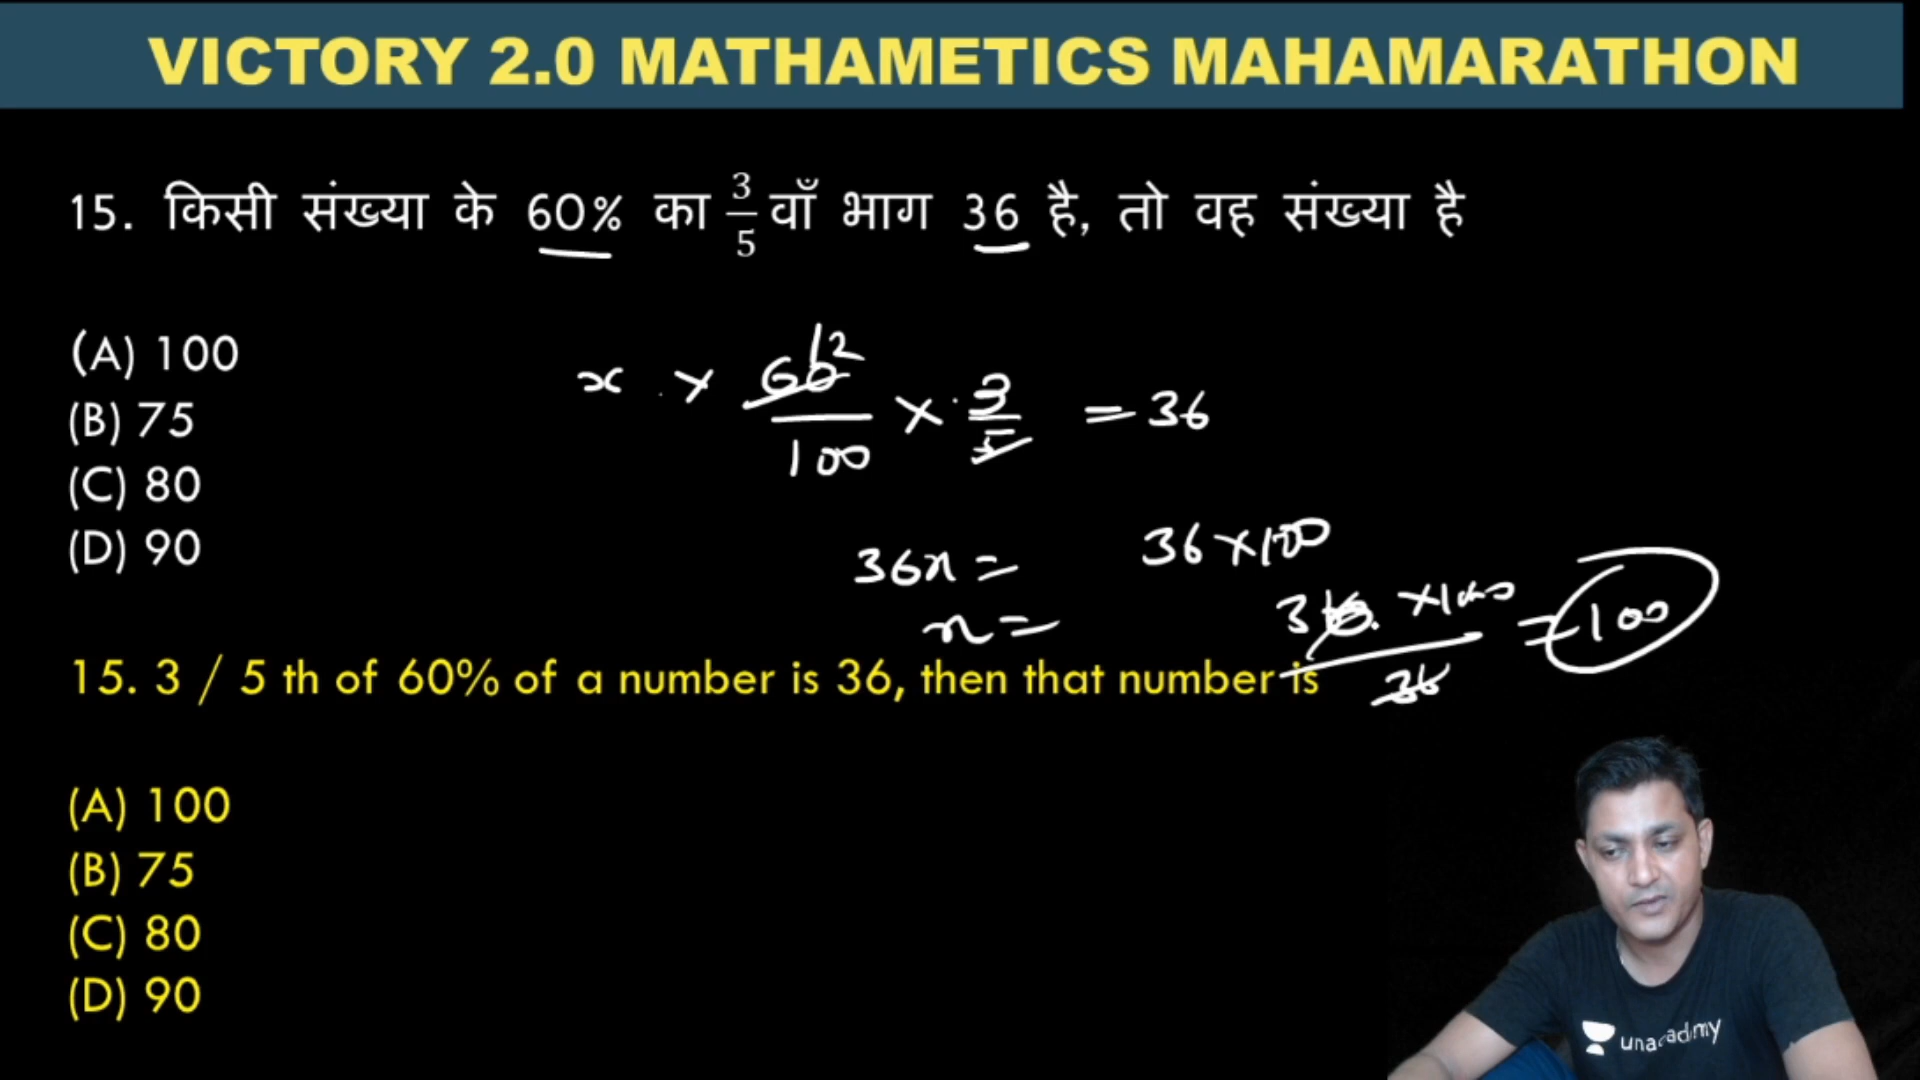 VICTORY 2.0 MATHAMETICS MAHAMARATHON
15. किसी संख्या के 60% का 3/5 वाँ भाग 36 है, तो वह संख्या है
(A) 100
(B) 75
(C) 80
(D) 90
x × 60/100 × 3/5 = 36
12
36x = 36×100
x = 36×100/36 = 100
15. 3 / 5 th of 60% of a number is 36, then that number is
(A) 100
(B) 75
(C) 80
(D) 90
unacademy